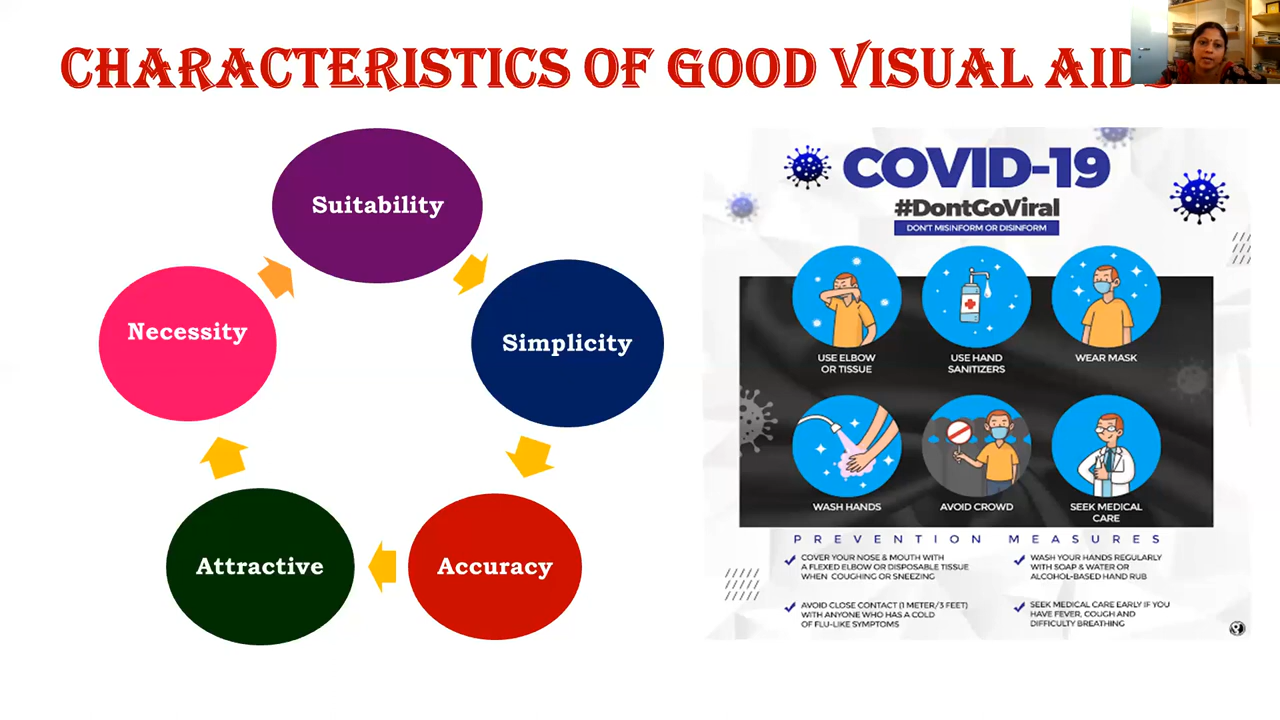 CHARACTERISTICS OF GOOD VISUAL AIDS
Suitability
Simplicity
Accuracy
Attractive
Necessity
COVID-19
#DontGoViral
DON'T MISINFORM OR DISINFORM
USE ELBOW
OR TISSUE
USE HAND
SANITIZERS
WEAR MASK
WASH HANDS
AVOID CROWD
SEEK MEDICAL
CARE
PREVENTION MEASURES
COVER YOUR NOSE & MOUTH WITH
A FLEXED ELBOW OR DISPOSABLE TISSUE
WHEN COUGHING OR SNEEZING
WASH YOUR HANDS REGULARLY
WITH SOAP & WATER OR
ALCOHOL-BASED HAND RUB
AVOID CLOSE CONTACT (1 METER/3 FEET)
WITH ANYONE WHO HAS A COLD
OF FLU-LIKE SYMPTOMS
SEEK MEDICAL CARE EARLY IF YOU
HAVE FEVER, COUGH AND
DIFFICULTY BREATHING